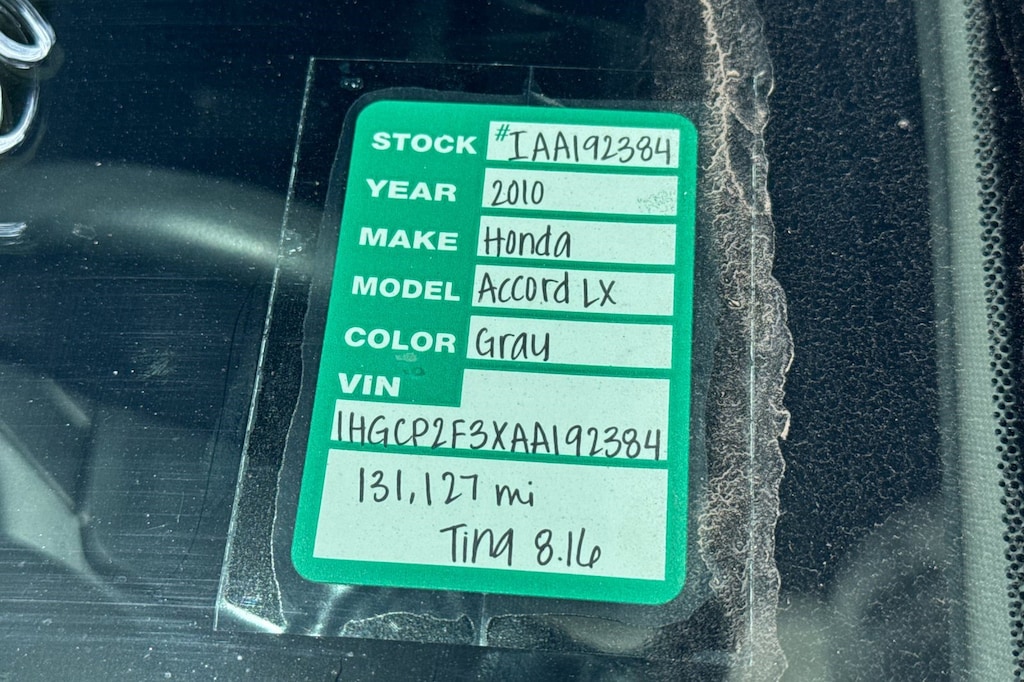 STOCK #IAA192384
YEAR 2010
MAKE Honda
MODEL Accord LX
COLOR Gray
VIN
1HGCP2F3XAA192384
131,127 mi
Tina 8.16